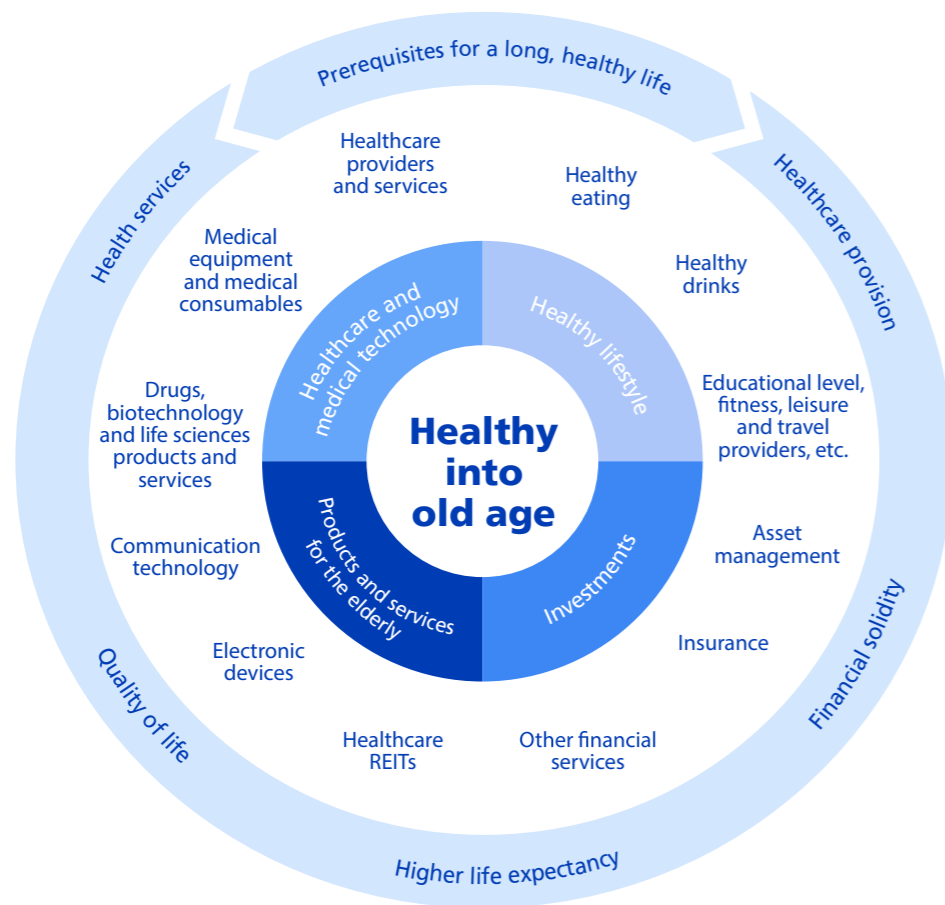 Prerequisites for a long, healthy life
Healthcare provision
Financial solidity
Higher life expectancy
Quality of life
Health services
Healthcare
providers
and services
Healthy
eating
Medical
equipment
and medical
consumables
Healthy
drinks
Drugs,
biotechnology
and life sciences
products and
services
Educational level,
fitness, leisure
and travel
providers, etc.
Communication
technology
Asset
management
Electronic
devices
Insurance
Healthcare
REITs
Other financial
services
Healthcare and
medical technology
Healthy lifestyle
Products and services
for the elderly
Investments
Healthy
into
old age